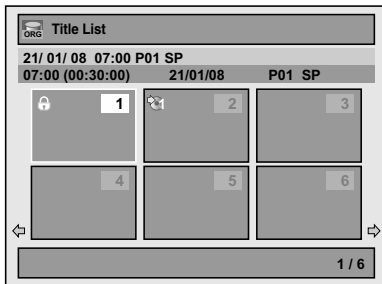 ORG Title List
21/ 01/ 08 07:00 P01 SP
07:00 (00:30:00) 21/01/08 P01 SP
1 2 3
4 5 6
1 / 6